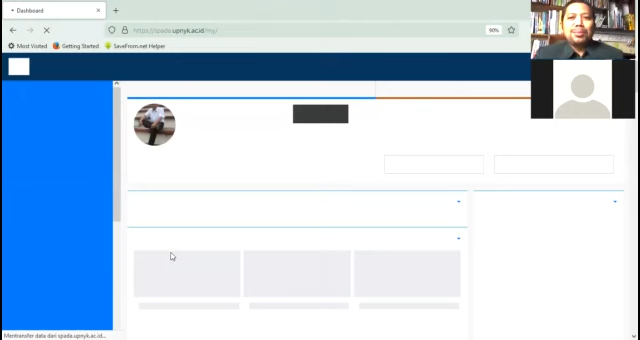 Dashboard
https://spada.upnyk.ac.id/my/
90%
Most Visited Getting Started SaveFrom.net Helper
Mentransfer data dari spada.upnyk.ac.id...